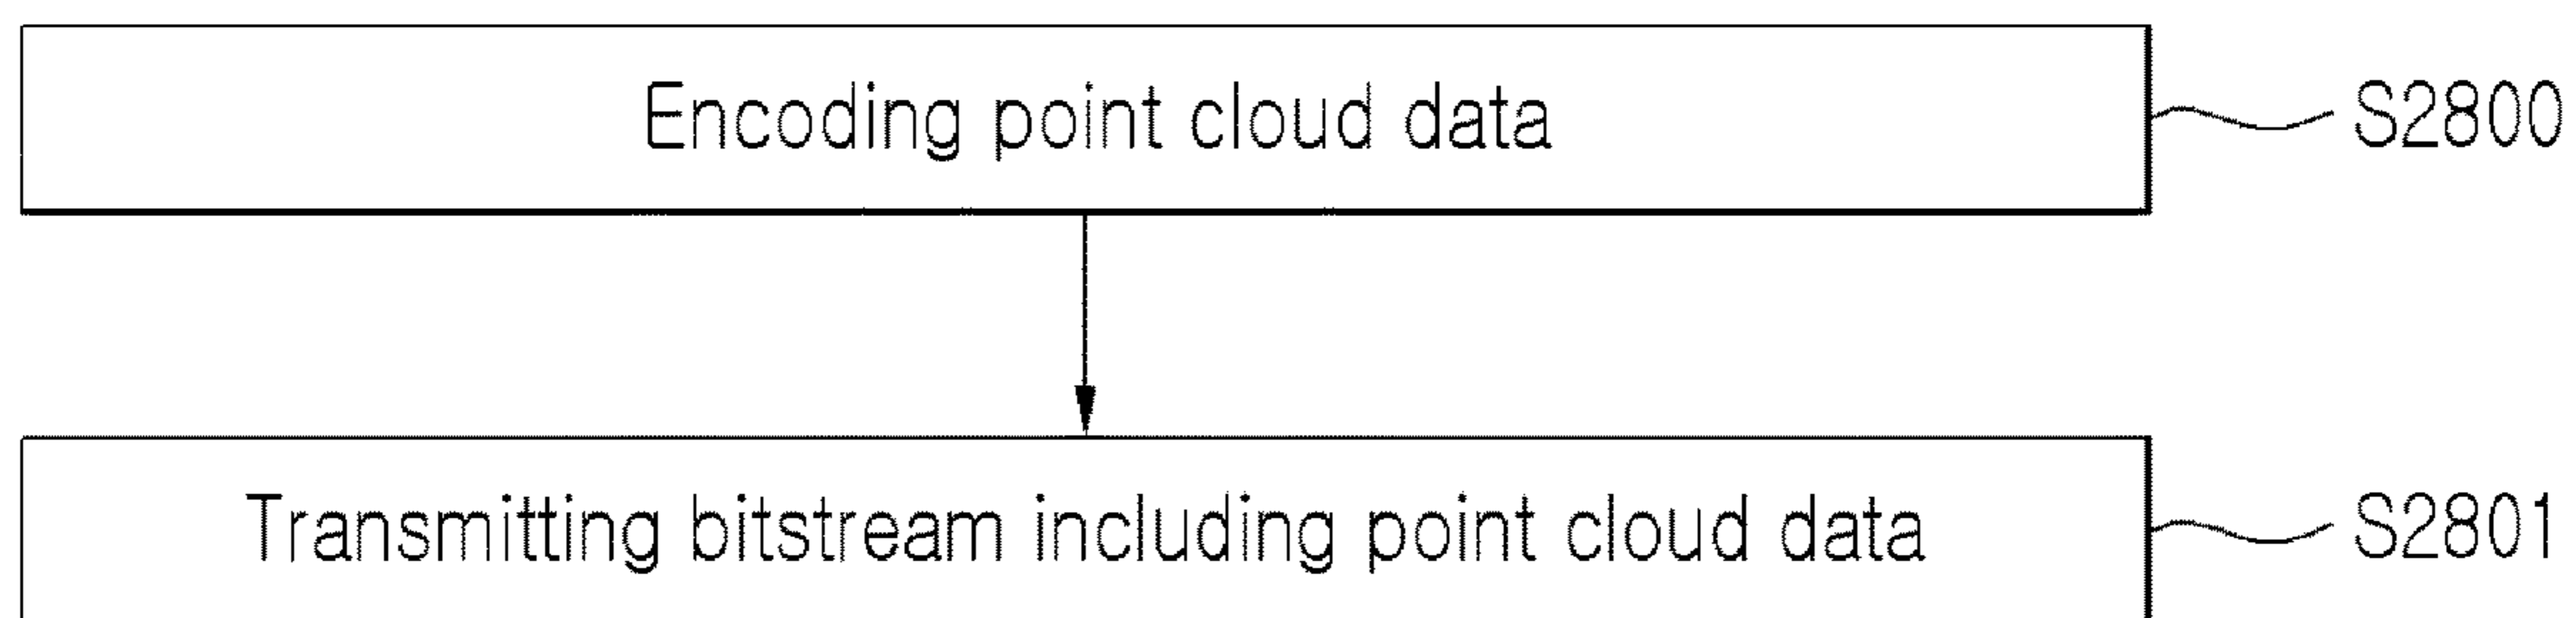 Encoding point cloud data S2800
Transmitting bitstream including point cloud data S2801